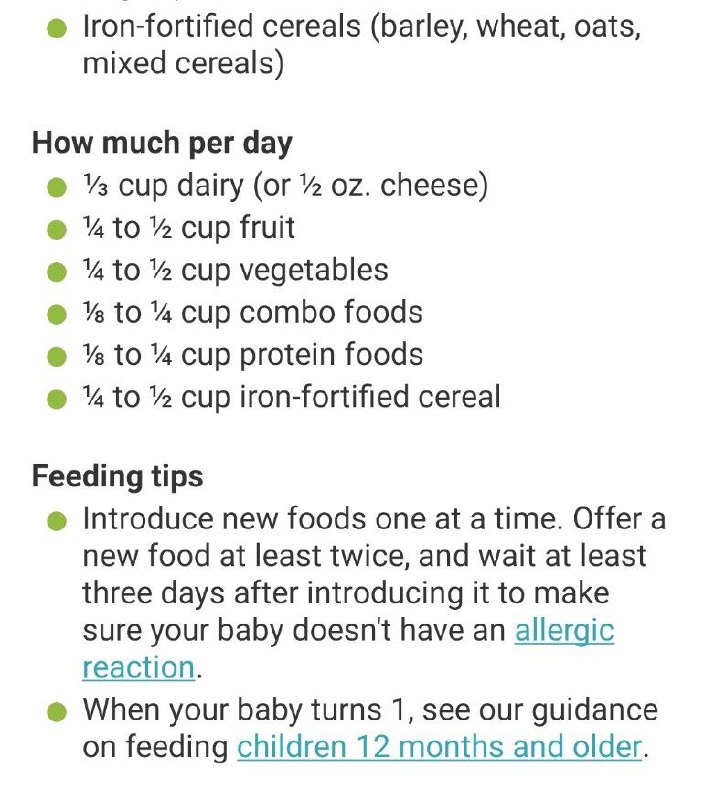 Iron-fortified cereals (barley, wheat, oats,
mixed cereals)
How much per day
⅓ cup dairy (or ½ oz. cheese)
¼ to ½ cup fruit
¼ to ½ cup vegetables
⅛ to ¼ cup combo foods
⅛ to ¼ cup protein foods
¼ to ½ cup iron-fortified cereal
Feeding tips
Introduce new foods one at a time. Offer a
new food at least twice, and wait at least
three days after introducing it to make
sure your baby doesn't have an allergic
reaction.
When your baby turns 1, see our guidance
on feeding children 12 months and older.